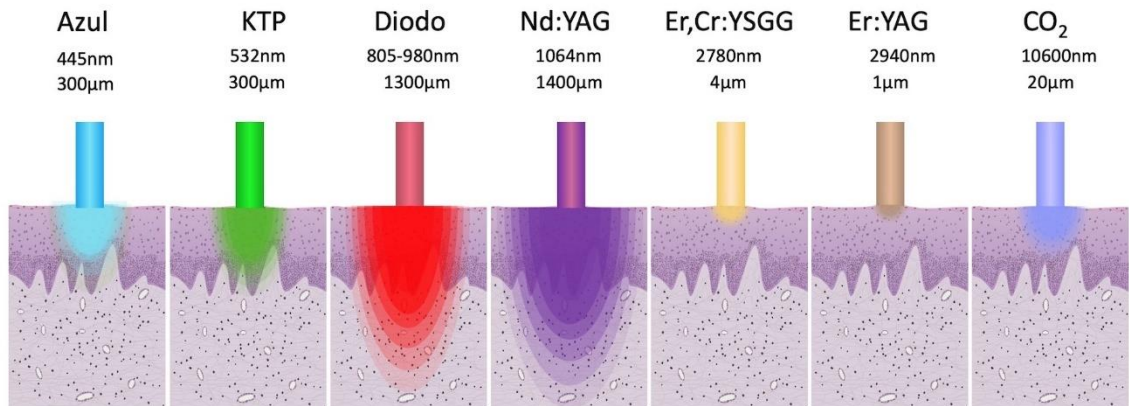 Azul
445nm
300µm
KTP
532nm
300µm
Diodo
805-980nm
1300µm
Nd:YAG
1064nm
1400µm
Er,Cr:YSGG
2780nm
4µm
Er:YAG
2940nm
1µm
CO₂
10600nm
20µm